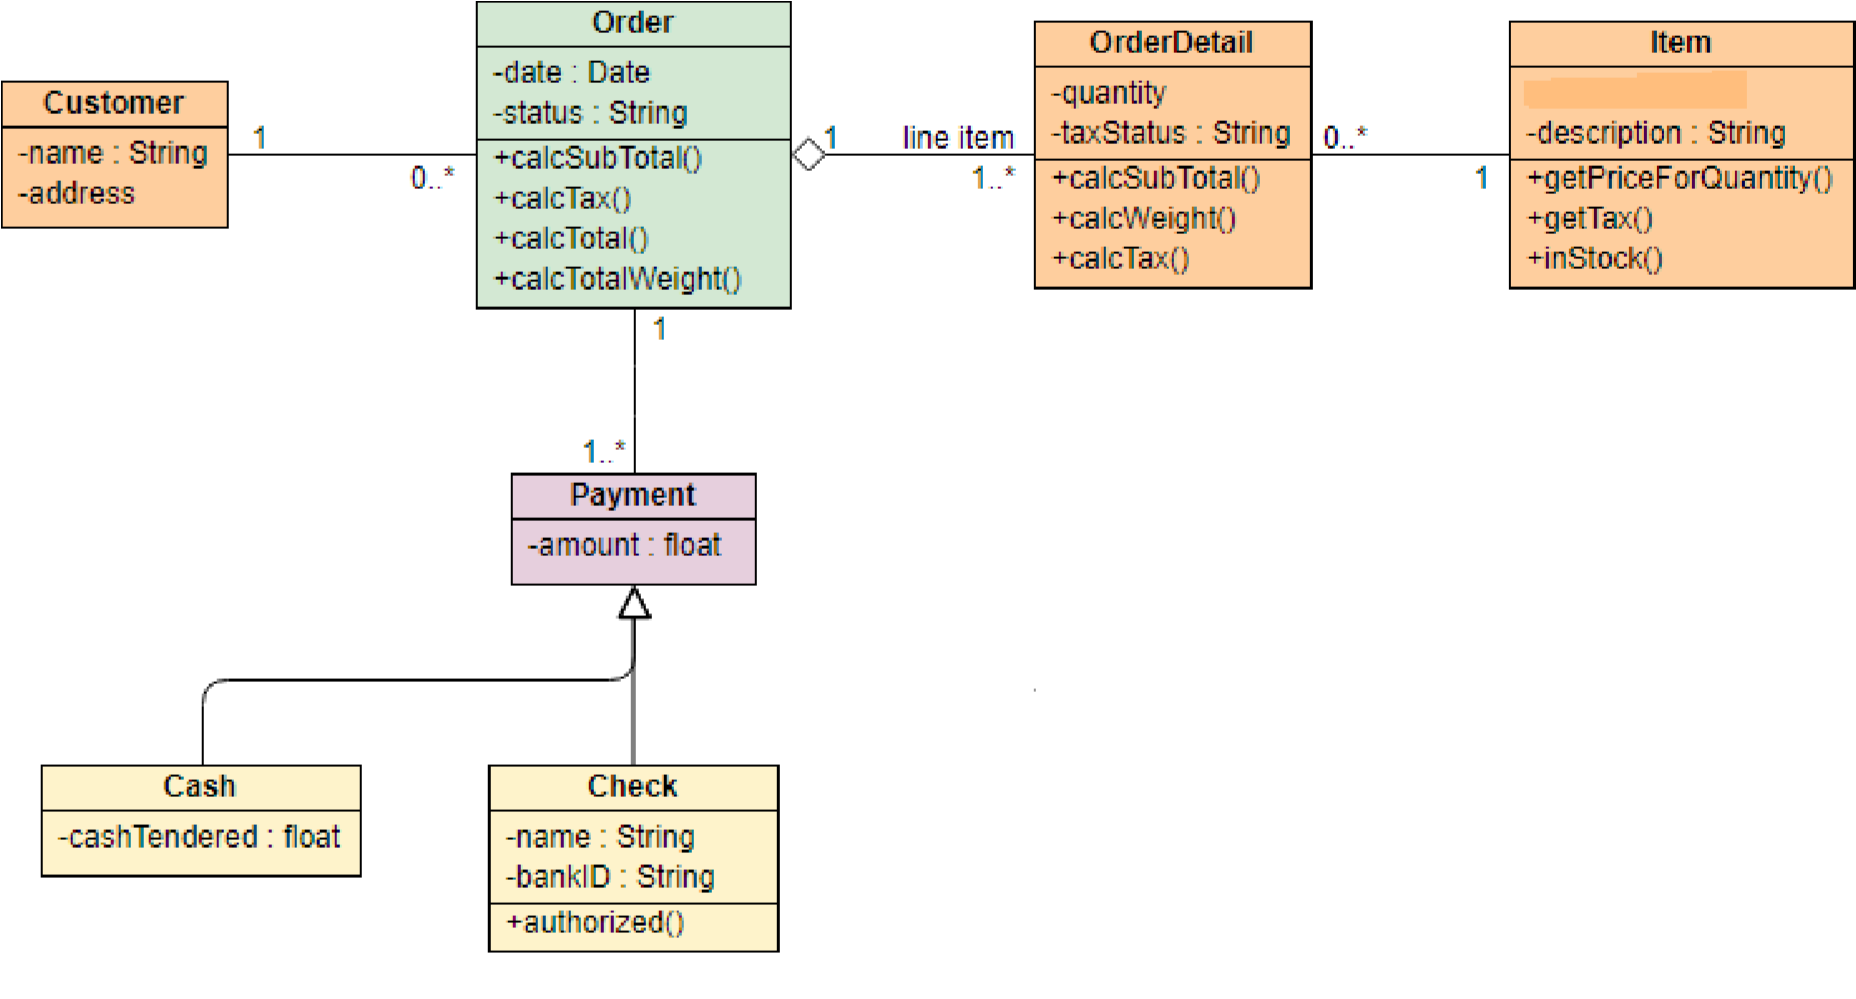 Customer
-name : String
-address
1
0..*
Order
-date : Date
-status : String
+calcSubTotal()
+calcTax()
+calcTotal()
+calcTotalWeight()
1
line item
1..*
OrderDetail
-quantity
-taxStatus : String
+calcSubTotal()
+calcWeight()
+calcTax()
0..*
1
Item
-description : String
+getPriceForQuantity()
+getTax()
+inStock()
1
1..*
Payment
-amount : float
Cash
-cashTendered : float
Check
-name : String
-bankID : String
+authorized()